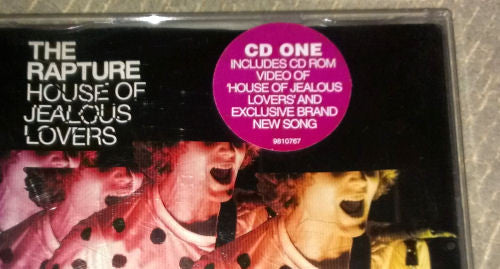 THE
RAPTURE
HOUSE OF
JEALOUS
LOVERS
CD ONE
INCLUDES CD ROM
VIDEO OF
'HOUSE OF JEALOUS
LOVERS' AND
EXCLUSIVE BRAND
NEW SONG
9810767